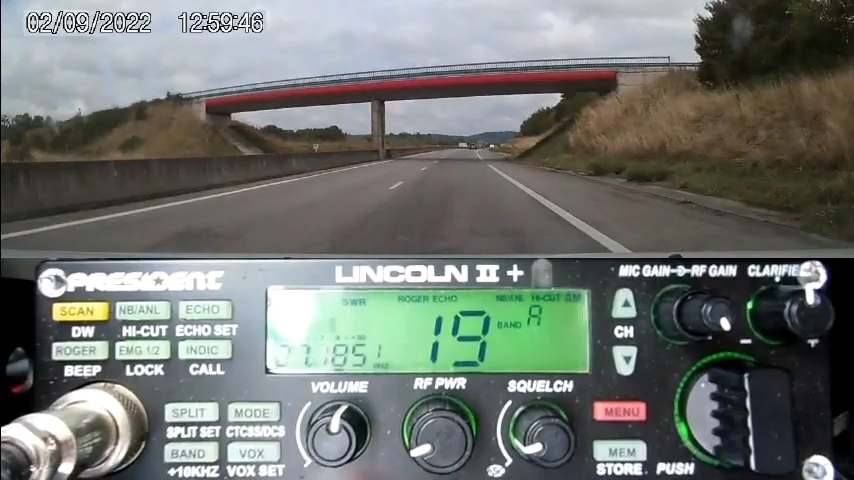 02/09/2022 12:59:46
PRESIDENT LINCOLN II + MIC GAIN RF GAIN CLARIFIER
SCAN NB/ANL ECHO
DW HI-CUT ECHO SET
ROGER EMG 1/2 INDIC
BEEP LOCK CALL
SWR ROGER ECHO NB/ANL HI-CUT AM
19 BAND A
27.1851
CH
VOLUME RF PWR SQUELCH
SPLIT MODE
SPLIT SET CTCSS/DCS
BAND VOX
+10KHZ VOX SET
MENU
MEM
STORE PUSH